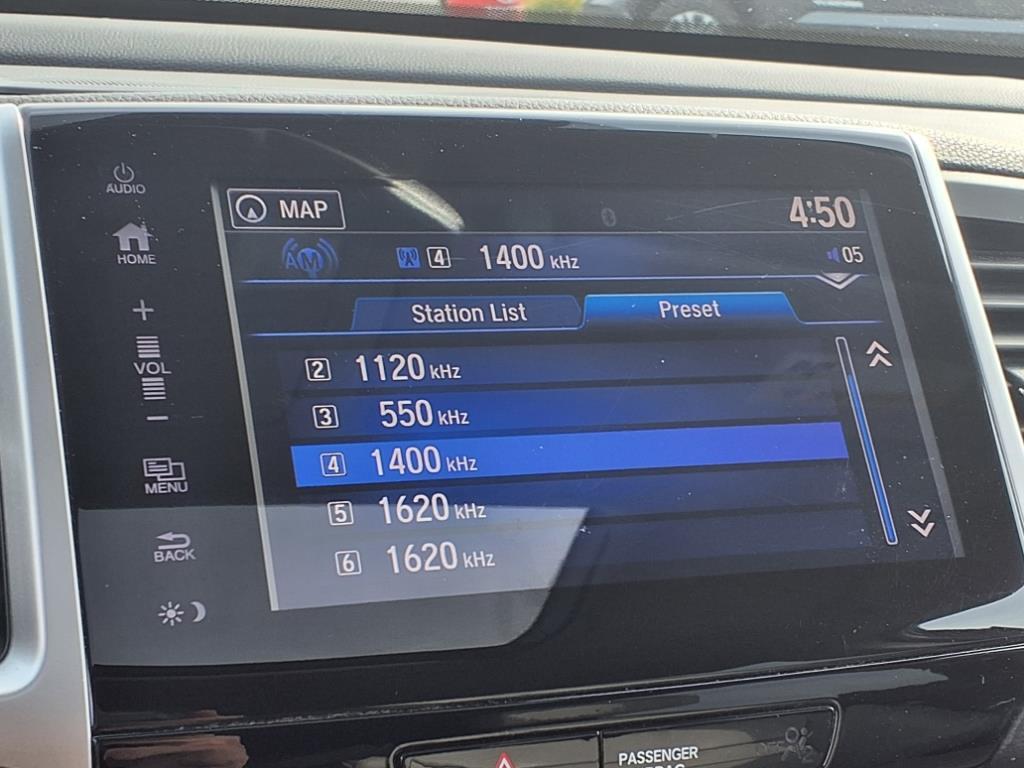 AUDIO
MAP
4:50
HOME
AM
4 1400 kHz
05
Station List
Preset
VOL
2 1120 kHz
3 550 kHz
4 1400 kHz
5 1620 kHz
6 1620 kHz
MENU
BACK
PASSENGER